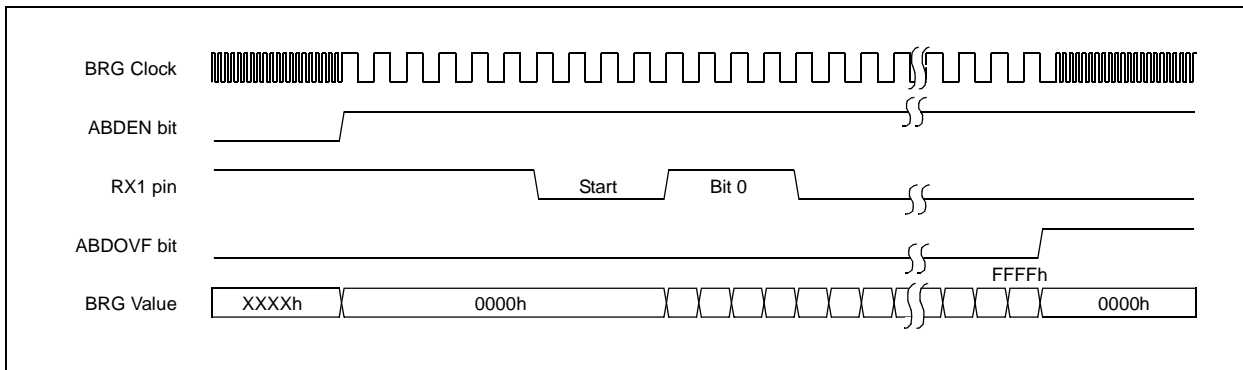 BRG Clock
ABDEN bit
RX1 pin
Start
Bit 0
ABDOVF bit
FFFFh
BRG Value
XXXXh
0000h
0000h